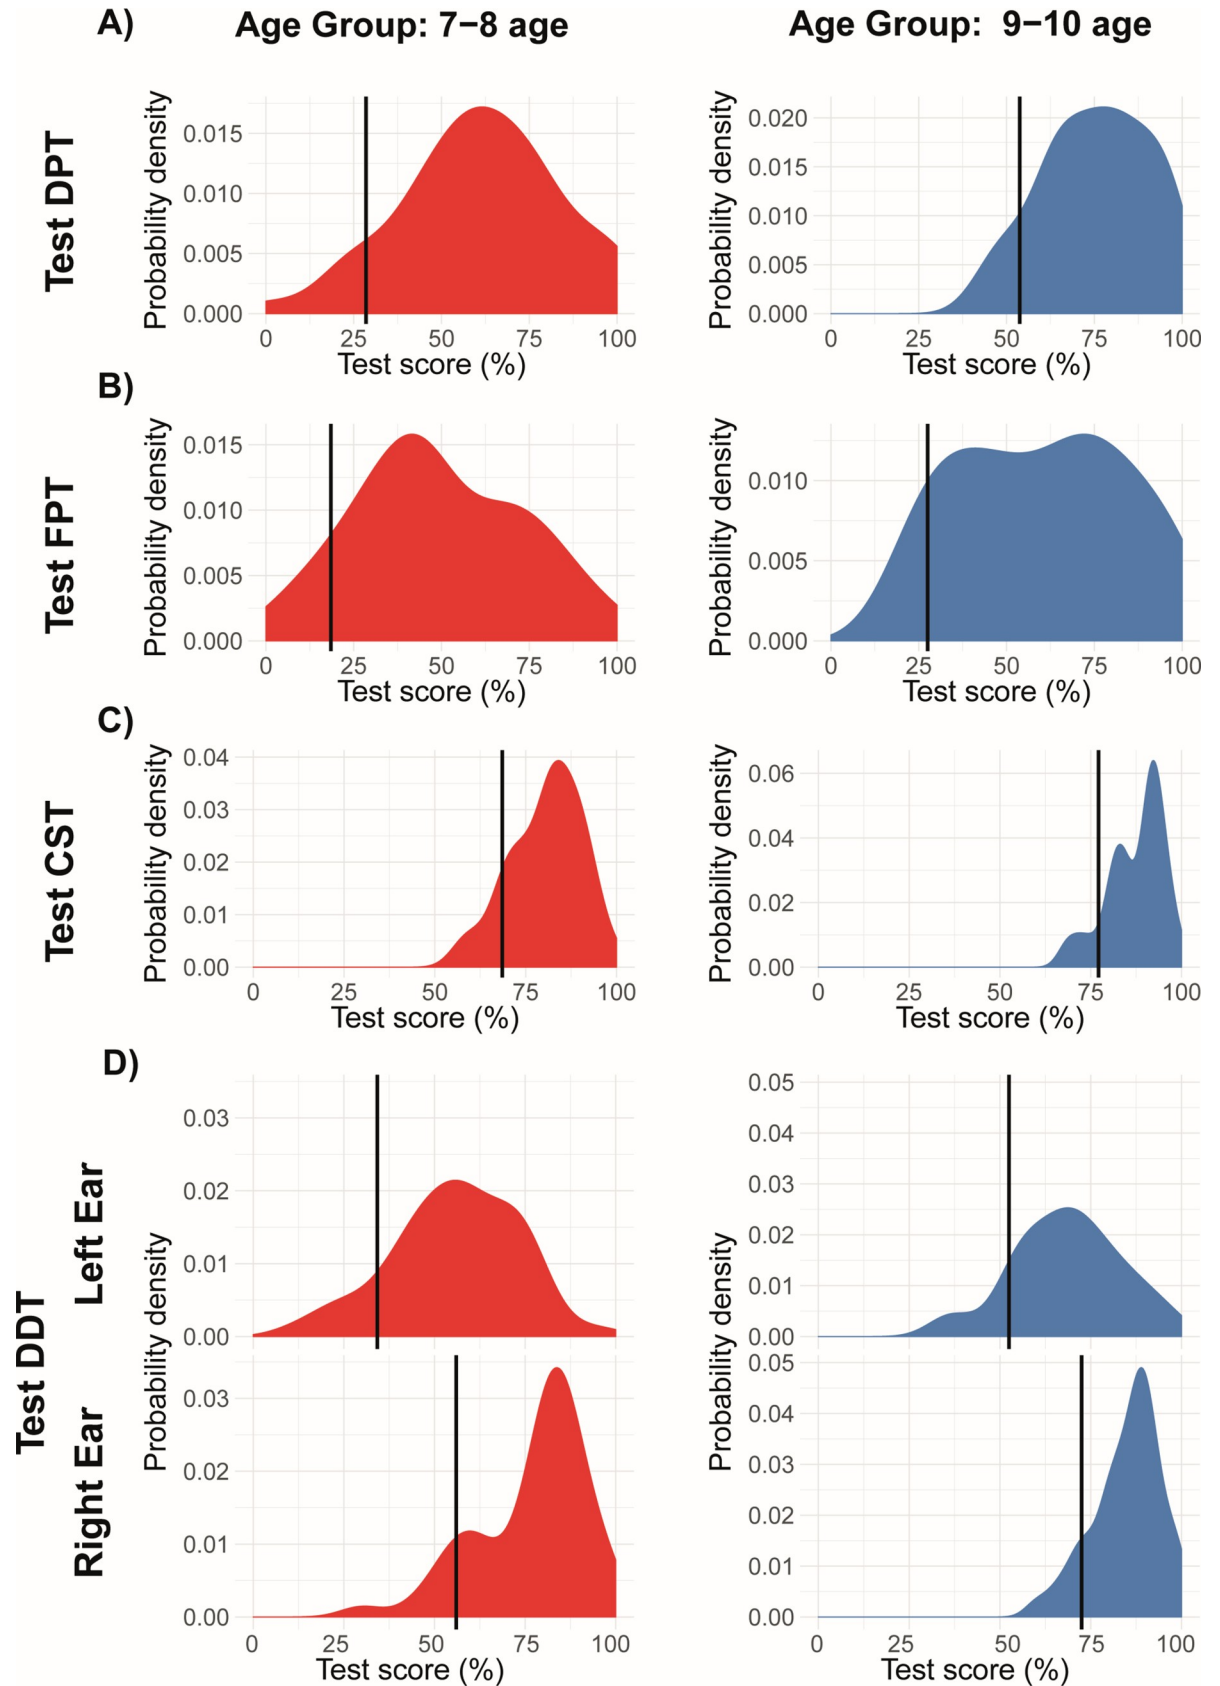 A)
Age Group: 7−8 age
Age Group: 9−10 age
Test DPT
Probability density
0.015
0.010
0.005
0.000
0 25 50 75 100
Test score (%)
Probability density
0.020
0.015
0.010
0.005
0.000
0 25 50 75 100
Test score (%)
B)
Test FPT
Probability density
0.015
0.010
0.005
0.000
0 25 50 75 100
Test score (%)
Probability density
0.010
0.005
0.000
0 25 50 75 100
Test score (%)
C)
Test CST
Probability density
0.04
0.03
0.02
0.01
0.00
0 25 50 75 100
Test score (%)
Probability density
0.06
0.04
0.02
0.00
0 25 50 75 100
Test score (%)
D)
Test DDT
Left Ear
Right Ear
Probability density
0.03
0.02
0.01
0.00
0.03
0.02
0.01
0.00
0 25 50 75 100
Test score (%)
Probability density
0.05
0.04
0.03
0.02
0.01
0.00
0.05
0.04
0.03
0.02
0.01
0.00
0 25 50 75 100
Test score (%)